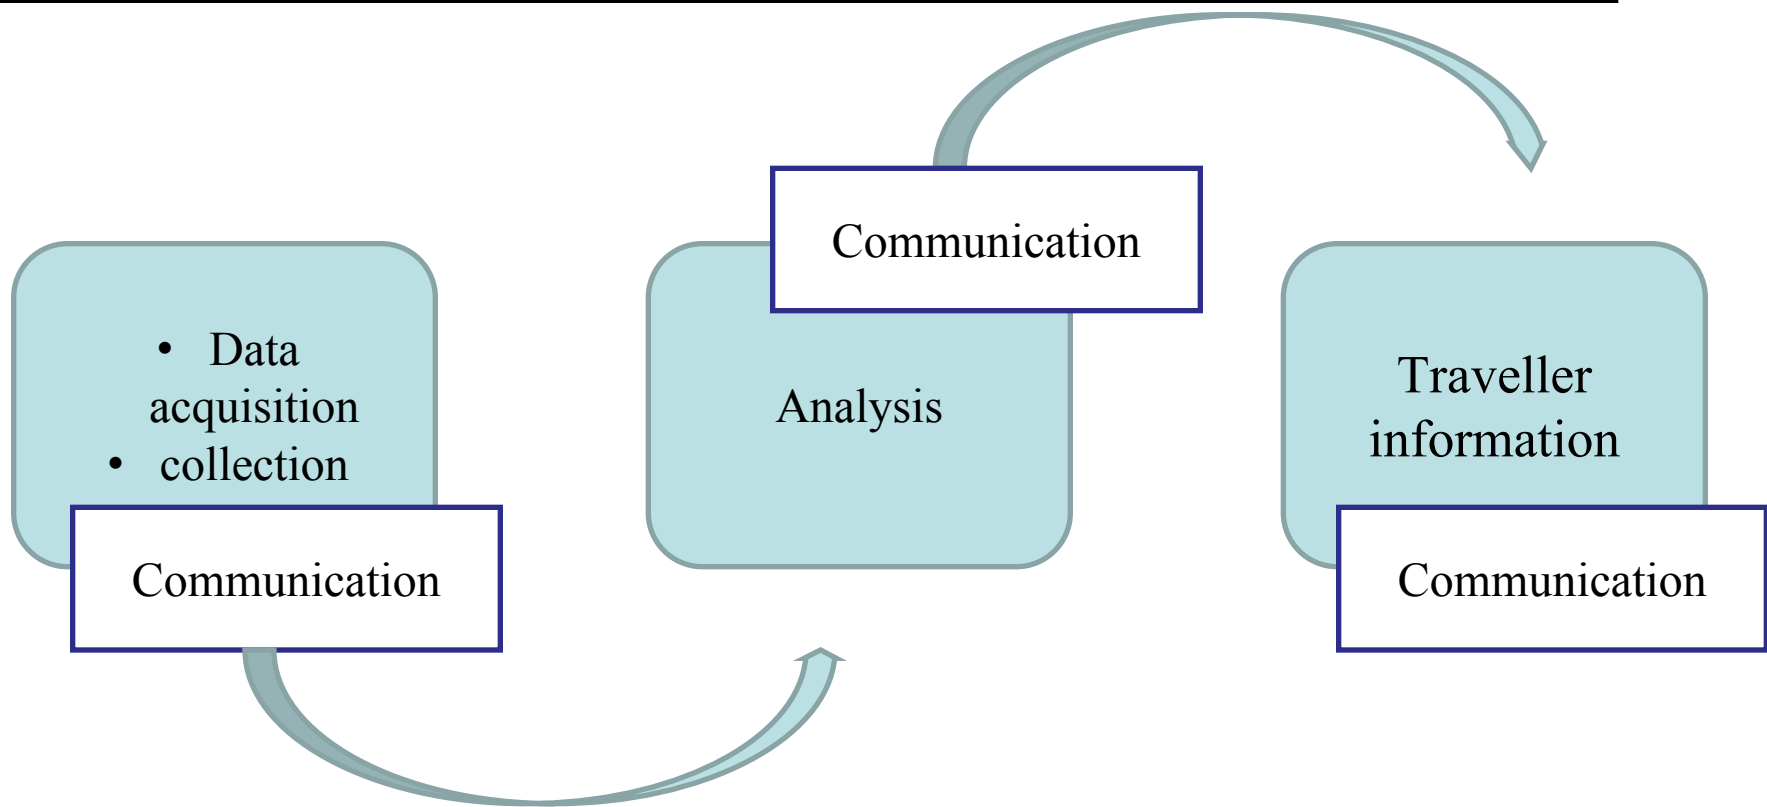 • Data
acquisition
• collection
Communication
Communication
Analysis
Traveller
information
Communication